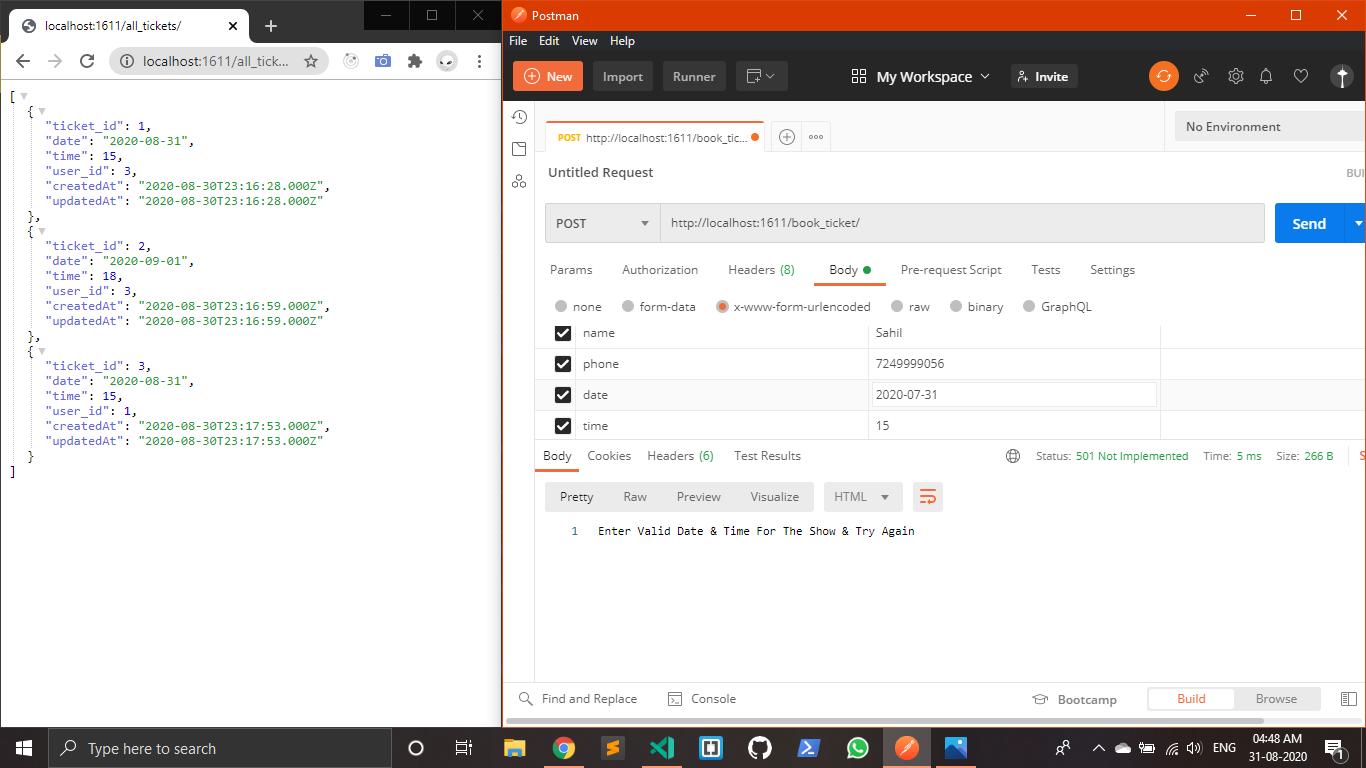 localhost:1611/all_tickets/
localhost:1611/all_tick...
[
{
"ticket_id": 1,
"date": "2020-08-31",
"time": 15,
"user_id": 3,
"createdAt": "2020-08-30T23:16:28.000Z",
"updatedAt": "2020-08-30T23:16:28.000Z"
},
{
"ticket_id": 2,
"date": "2020-09-01",
"time": 18,
"user_id": 3,
"createdAt": "2020-08-30T23:16:59.000Z",
"updatedAt": "2020-08-30T23:16:59.000Z"
},
{
"ticket_id": 3,
"date": "2020-08-31",
"time": 15,
"user_id": 1,
"createdAt": "2020-08-30T23:17:53.000Z",
"updatedAt": "2020-08-30T23:17:53.000Z"
}
]
Postman
File Edit View Help
New Import Runner My Workspace Invite
POST http://localhost:1611/book_tic...
No Environment
Untitled Request BUI
POST http://localhost:1611/book_ticket/ Send
Params Authorization Headers (8) Body Pre-request Script Tests Settings
none form-data x-www-form-urlencoded raw binary GraphQL
name Sahil
phone 7249999056
date 2020-07-31
time 15
Body Cookies Headers (6) Test Results Status: 501 Not Implemented Time: 5 ms Size: 266 B S
Pretty Raw Preview Visualize HTML
1 Enter Valid Date & Time For The Show & Try Again
Find and Replace Console Bootcamp Build Browse
Type here to search
ENG
04:48 AM
31-08-2020
1